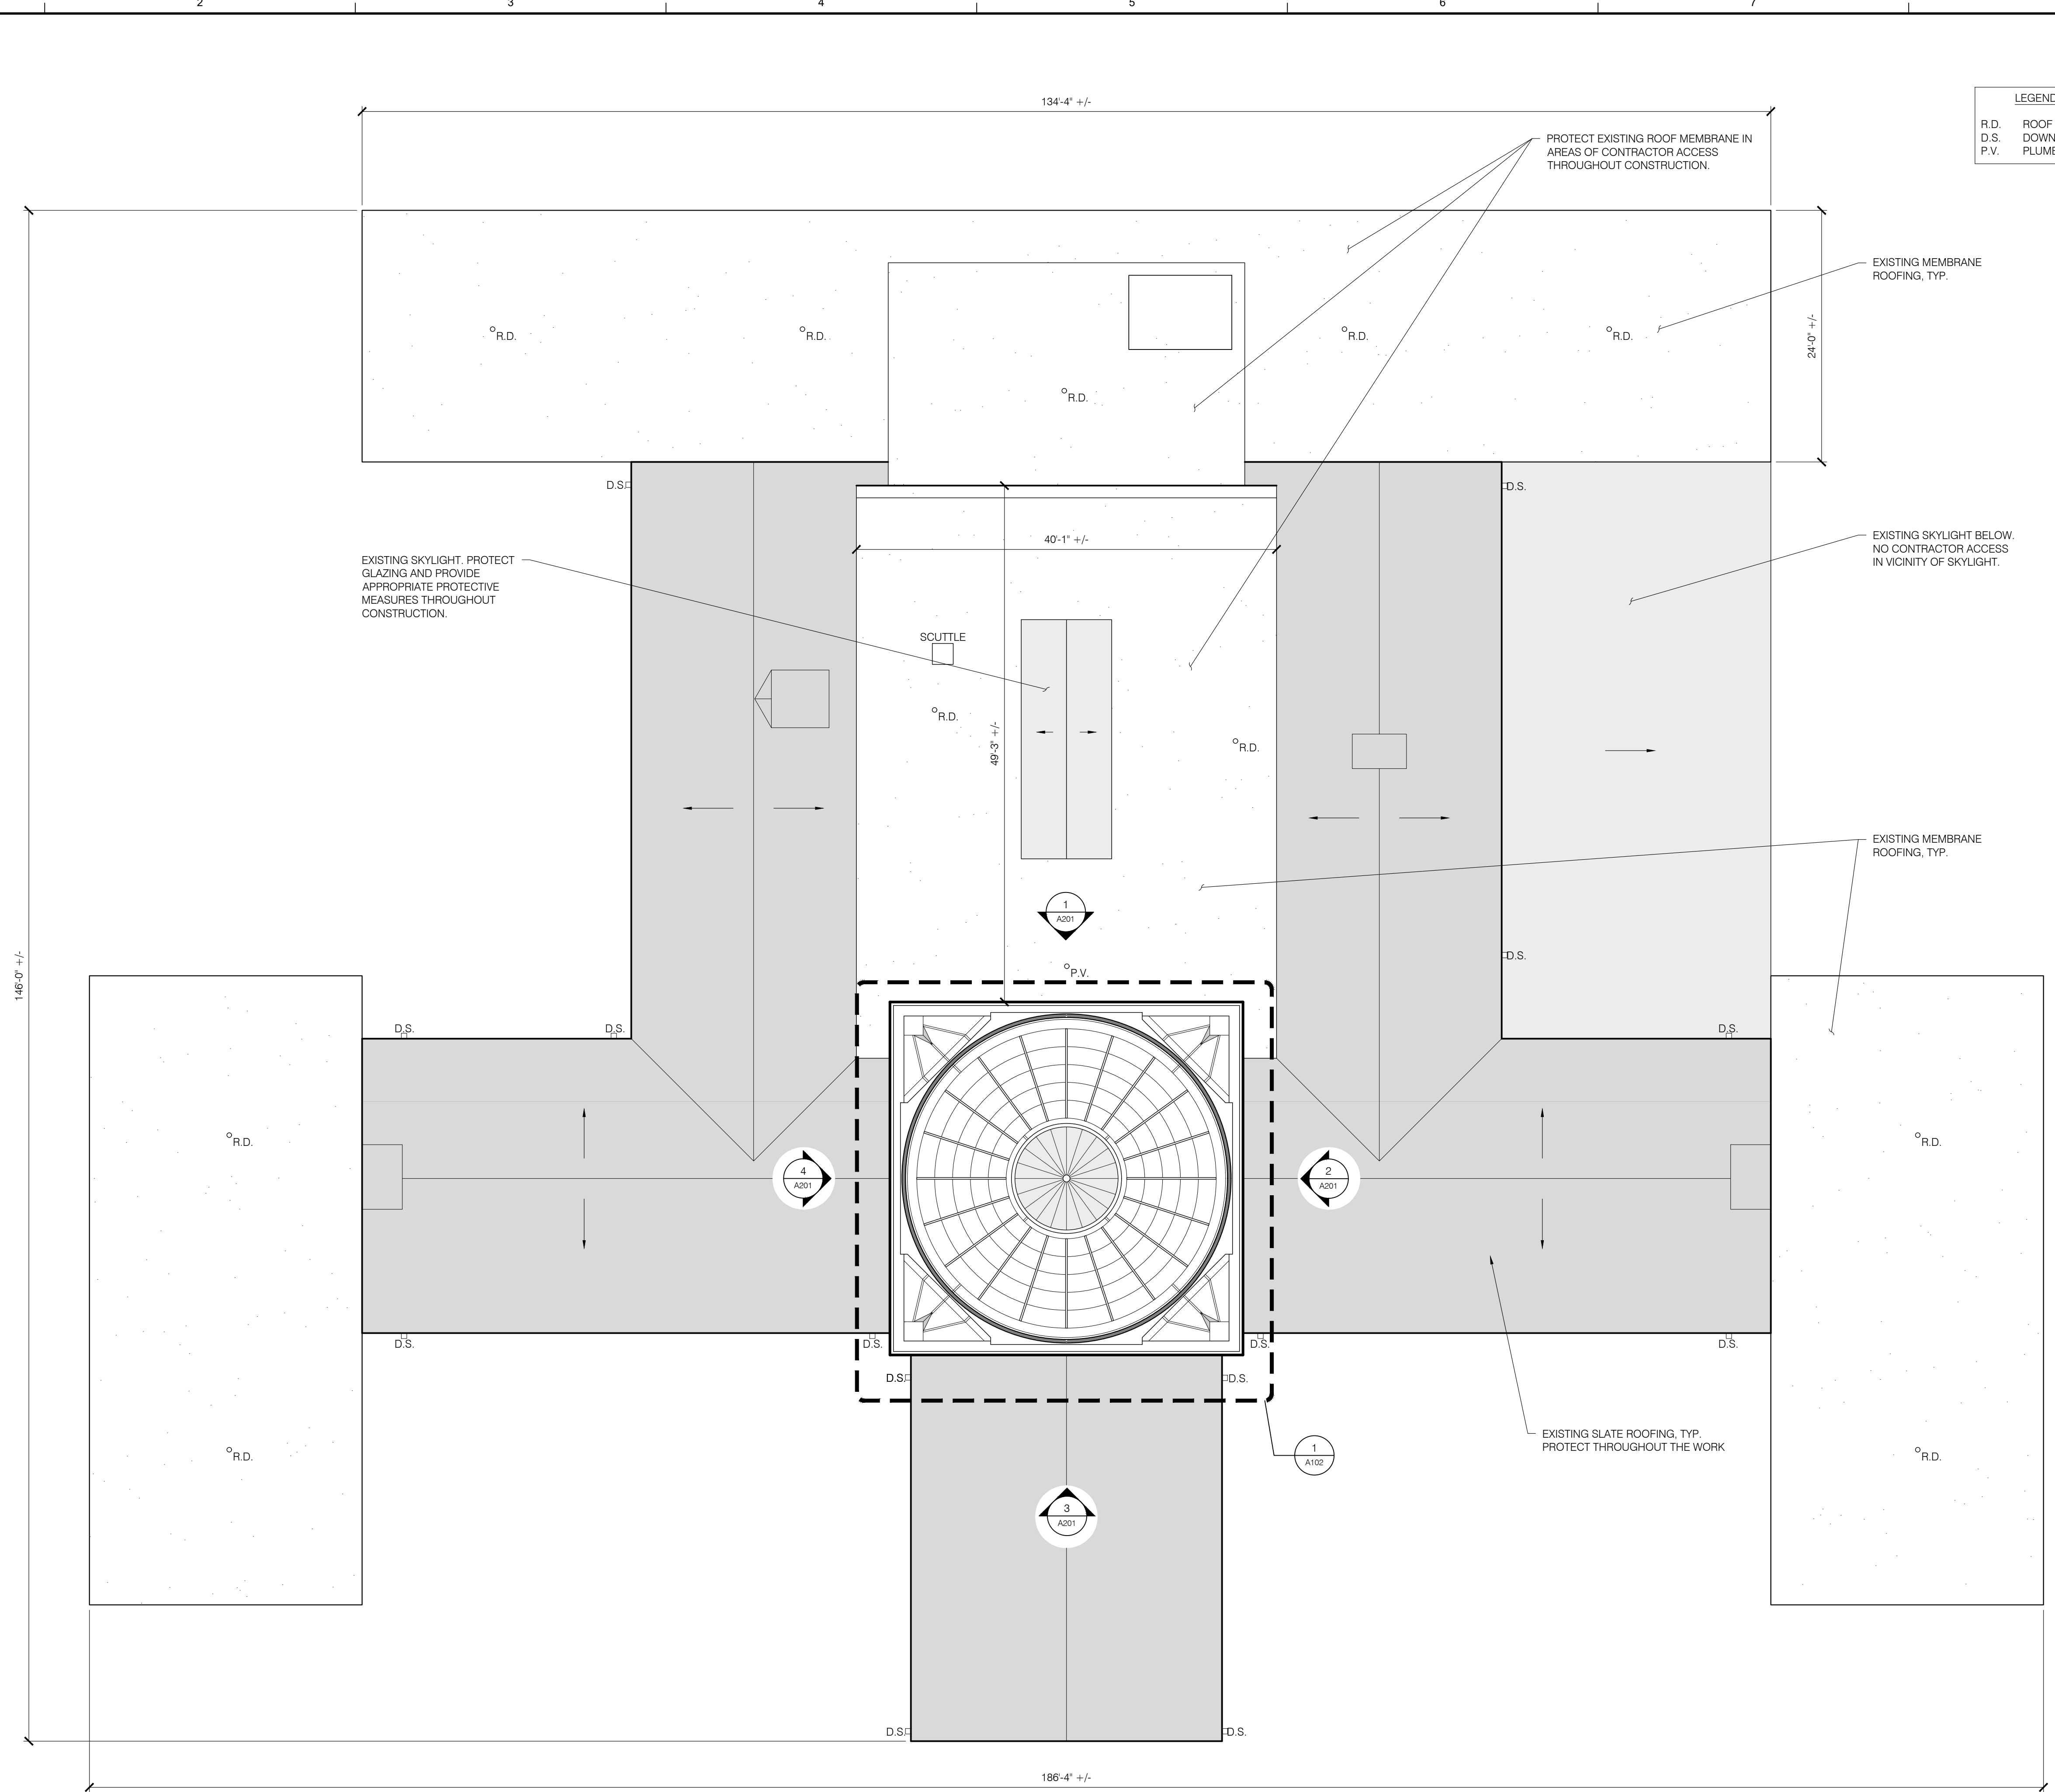 2 3 4 5 6 7
134'-4" +/-
LEGEND
R.D. ROOF
D.S. DOWN
P.V. PLUMB
PROTECT EXISTING ROOF MEMBRANE IN
AREAS OF CONTRACTOR ACCESS
THROUGHOUT CONSTRUCTION.
EXISTING MEMBRANE
ROOFING, TYP.
24'-0" +/-
R.D.
R.D.
R.D.
R.D.
R.D.
D.S.
D.S.
40'-1" +/-
EXISTING SKYLIGHT. PROTECT
GLAZING AND PROVIDE
APPROPRIATE PROTECTIVE
MEASURES THROUGHOUT
CONSTRUCTION.
EXISTING SKYLIGHT BELOW.
NO CONTRACTOR ACCESS
IN VICINITY OF SKYLIGHT.
SCUTTLE
R.D.
49'-3" +/-
R.D.
EXISTING MEMBRANE
ROOFING, TYP.
1
A201
146'-0" +/-
D.S.
P.V.
D.S.
D.S.
D.S.
R.D.
R.D.
4
A201
2
A201
D.S.
D.S.
D.S.
D.S.
D.S.
D.S.
EXISTING SLATE ROOFING, TYP.
PROTECT THROUGHOUT THE WORK
1
A102
R.D.
R.D.
3
A201
D.S.
D.S.
186'-4" +/-